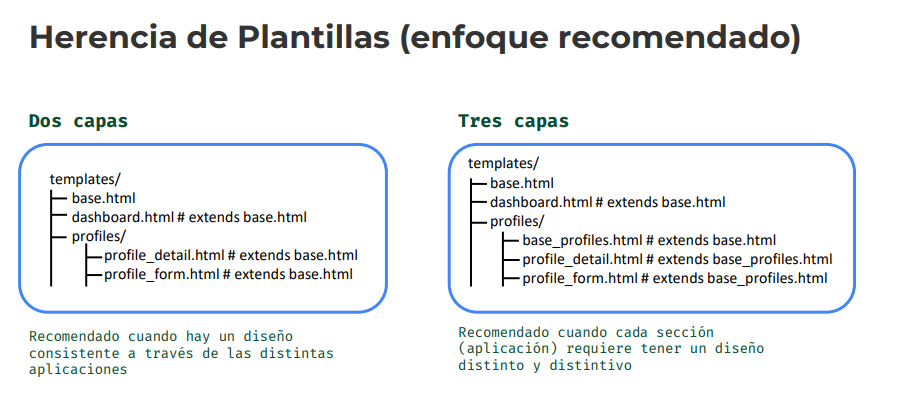 Herencia de Plantillas (enfoque recomendado)
Dos capas
templates/
base.html
dashboard.html # extends base.html
profiles/
profile_detail.html # extends base.html
profile_form.html # extends base.html
Recomendado cuando hay un diseño
consistente a través de las distintas
aplicaciones
Tres capas
templates/
base.html
dashboard.html # extends base.html
profiles/
base_profiles.html # extends base.html
profile_detail.html # extends base_profiles.html
profile_form.html # extends base_profiles.html
Recomendado cuando cada sección
(aplicación) requiere tener un diseño
distinto y distintivo